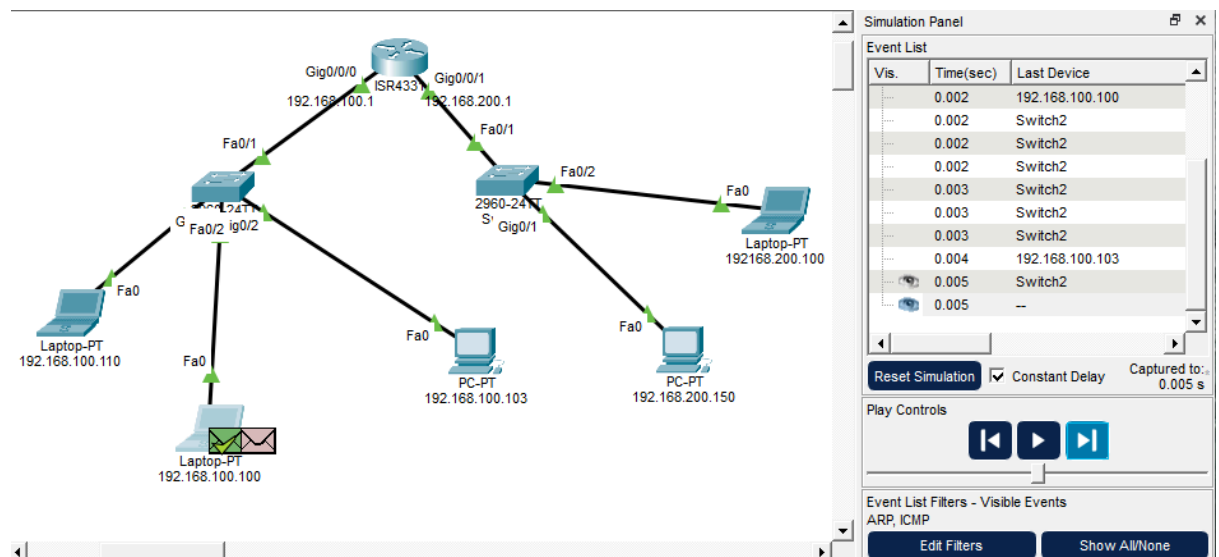 Gig0/0/0
Gig0/0/1
ISR4331
192.168.100.1
192.168.200.1
Fa0/1
Fa0/1
Fa0/2
Fa0
2960-24TT
Gig0/1
Fa0/2
ig0/2
Laptop-PT
192168.200.100
Fa0
Laptop-PT
192.168.100.110
Fa0
PC-PT
192.168.100.103
Fa0
PC-PT
192.168.200.150
Fa0
Laptop-PT
192.168.100.100
Simulation Panel
Event List
Vis. Time(sec) Last Device
0.002 192.168.100.100
0.002 Switch2
0.002 Switch2
0.002 Switch2
0.003 Switch2
0.003 Switch2
0.003 Switch2
0.004 192.168.100.103
0.005 Switch2
0.005 --
Reset Simulation Constant Delay Captured to:
0.005 s
Play Controls
Event List Filters - Visible Events
ARP, ICMP
Edit Filters Show All/None